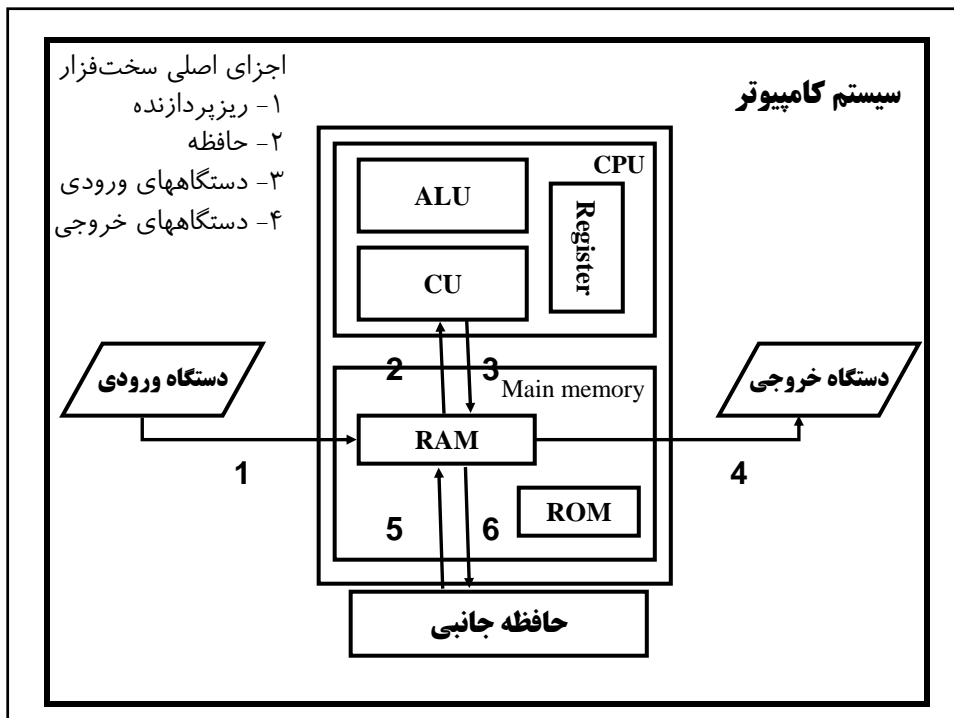 سیستم کامپیوتر
اجزای اصلی سخت‌فزار
۱- ریزپردازنده
۲- حافظه
۳- دستگاههای ورودی
۴- دستگاههای خروجی
CPU
ALU
Register
CU
دستگاه ورودی
دستگاه خروجی
2
3
Main memory
RAM
1
4
ROM
5
6
حافظه جانبی